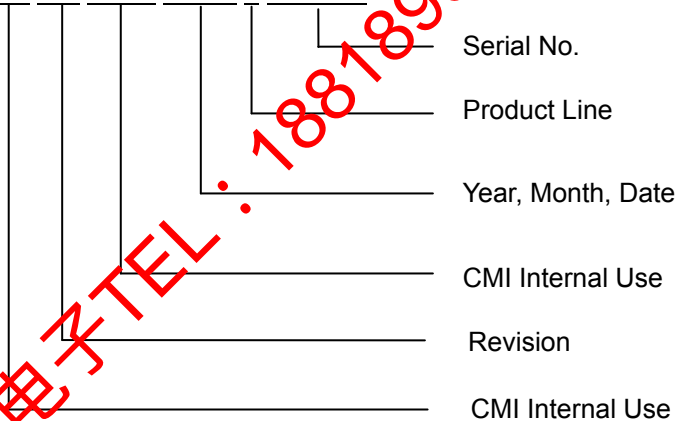 Serial No.
Product Line
Year, Month, Date
CMI Internal Use
Revision
CMI Internal Use
电子TEL：18818